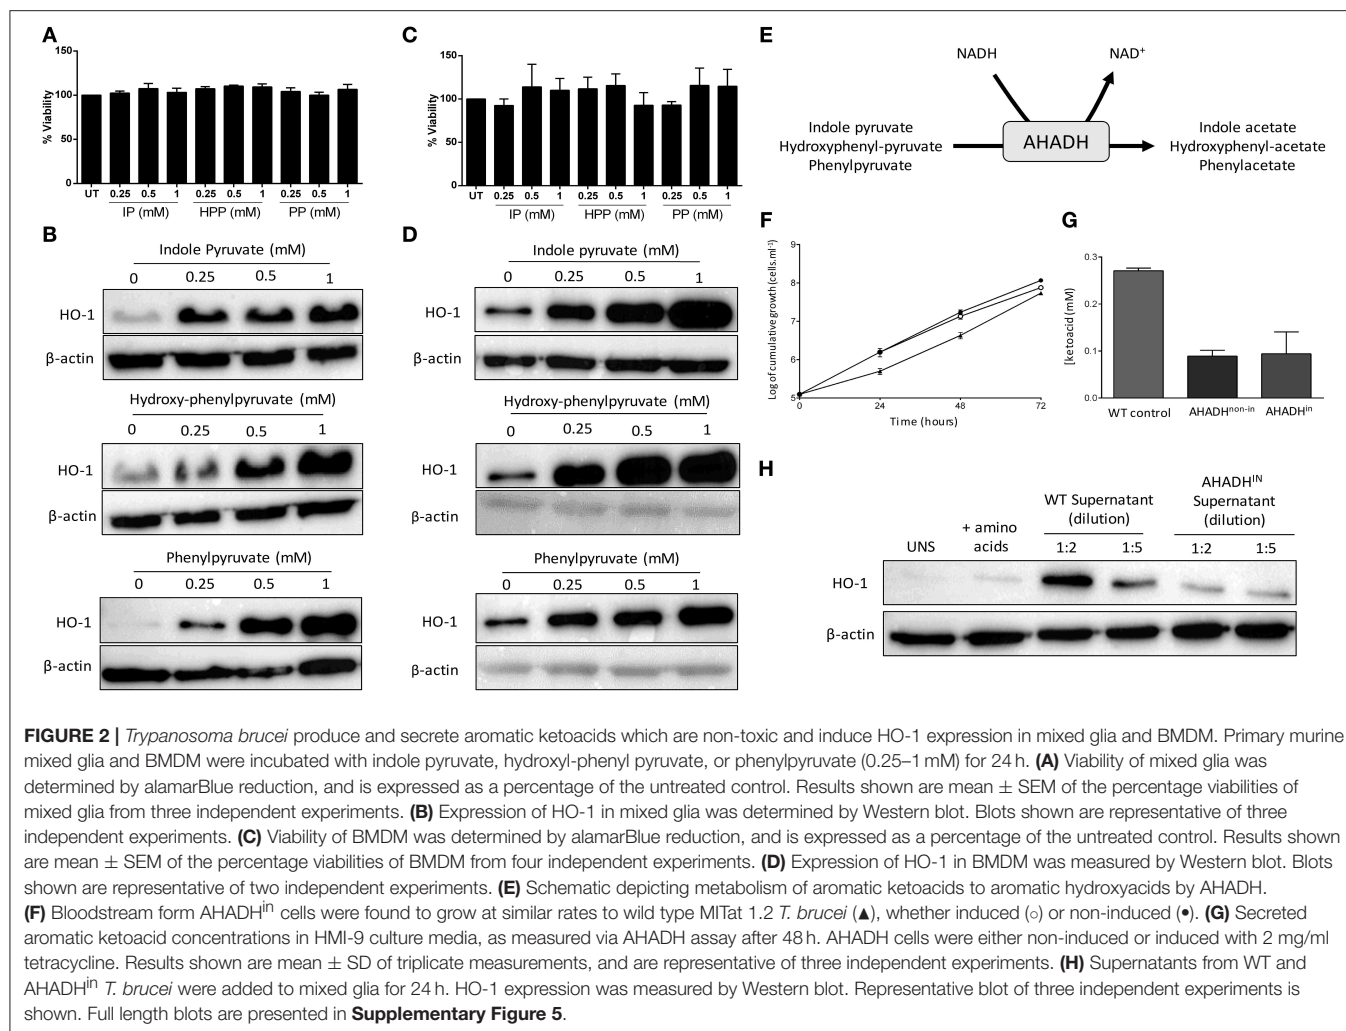 A
150
100
50
0
% Viability
UT 0.25 0.5 1 0.25 0.5 1 0.25 0.5 1
IP (mM) HPP (mM) PP (mM)
B
Indole Pyruvate (mM)
0 0.25 0.5 1
HO-1
β-actin
Hydroxy-phenylpyruvate (mM)
0 0.25 0.5 1
HO-1
β-actin
Phenylpyruvate (mM)
0 0.25 0.5 1
HO-1
β-actin
C
150
100
50
0
% Viability
UT 0.25 0.5 1 0.25 0.5 1 0.25 0.5 1
IP (mM) HPP (mM) PP (mM)
D
Indole pyruvate (mM)
0 0.25 0.5 1
HO-1
β-actin
Hydroxy-phenylpyruvate (mM)
0 0.25 0.5 1
HO-1
β-actin
Phenylpyruvate (mM)
0 0.25 0.5 1
HO-1
β-actin
E
NADH NAD⁺
Indole pyruvate
Hydroxyphenyl-pyruvate
Phenylpyruvate
AHADH
Indole acetate
Hydroxyphenyl-acetate
Phenylacetate
F
Log of cumulative growth (cells.ml⁻¹)
9
8
7
6
5
0 24 48 72
Time (hours)
G
[ketoacid] (mM)
0.3
0.2
0.1
0.0
WT control AHADHⁿᵒⁿ⁻ⁱⁿ AHADHⁱⁿ
H
UNS
+ amino
acids
WT Supernatant
(dilution)
1:2 1:5
AHADHᴵᴺ
Supernatant
(dilution)
1:2 1:5
HO-1
β-actin
FIGURE 2 | Trypanosoma brucei produce and secrete aromatic ketoacids which are non-toxic and induce HO-1 expression in mixed glia and BMDM. Primary murine
mixed glia and BMDM were incubated with indole pyruvate, hydroxyl-phenyl pyruvate, or phenylpyruvate (0.25–1 mM) for 24 h. (A) Viability of mixed glia was
determined by alamarBlue reduction, and is expressed as a percentage of the untreated control. Results shown are mean ± SEM of the percentage viabilities of
mixed glia from three independent experiments. (B) Expression of HO-1 in mixed glia was determined by Western blot. Blots shown are representative of three
independent experiments. (C) Viability of BMDM was determined by alamarBlue reduction, and is expressed as a percentage of the untreated control. Results shown
are mean ± SEM of the percentage viabilities of BMDM from four independent experiments. (D) Expression of HO-1 in BMDM was measured by Western blot. Blots
shown are representative of two independent experiments. (E) Schematic depicting metabolism of aromatic ketoacids to aromatic hydroxyacids by AHADH.
(F) Bloodstream form AHADHⁱⁿ cells were found to grow at similar rates to wild type MITat 1.2 T. brucei (▲), whether induced (○) or non-induced (●). (G) Secreted
aromatic ketoacid concentrations in HMI-9 culture media, as measured via AHADH assay after 48 h. AHADH cells were either non-induced or induced with 2 mg/ml
tetracycline. Results shown are mean ± SD of triplicate measurements, and are representative of three independent experiments. (H) Supernatants from WT and
AHADHⁱⁿ T. brucei were added to mixed glia for 24 h. HO-1 expression was measured by Western blot. Representative blot of three independent experiments is
shown. Full length blots are presented in Supplementary Figure 5.